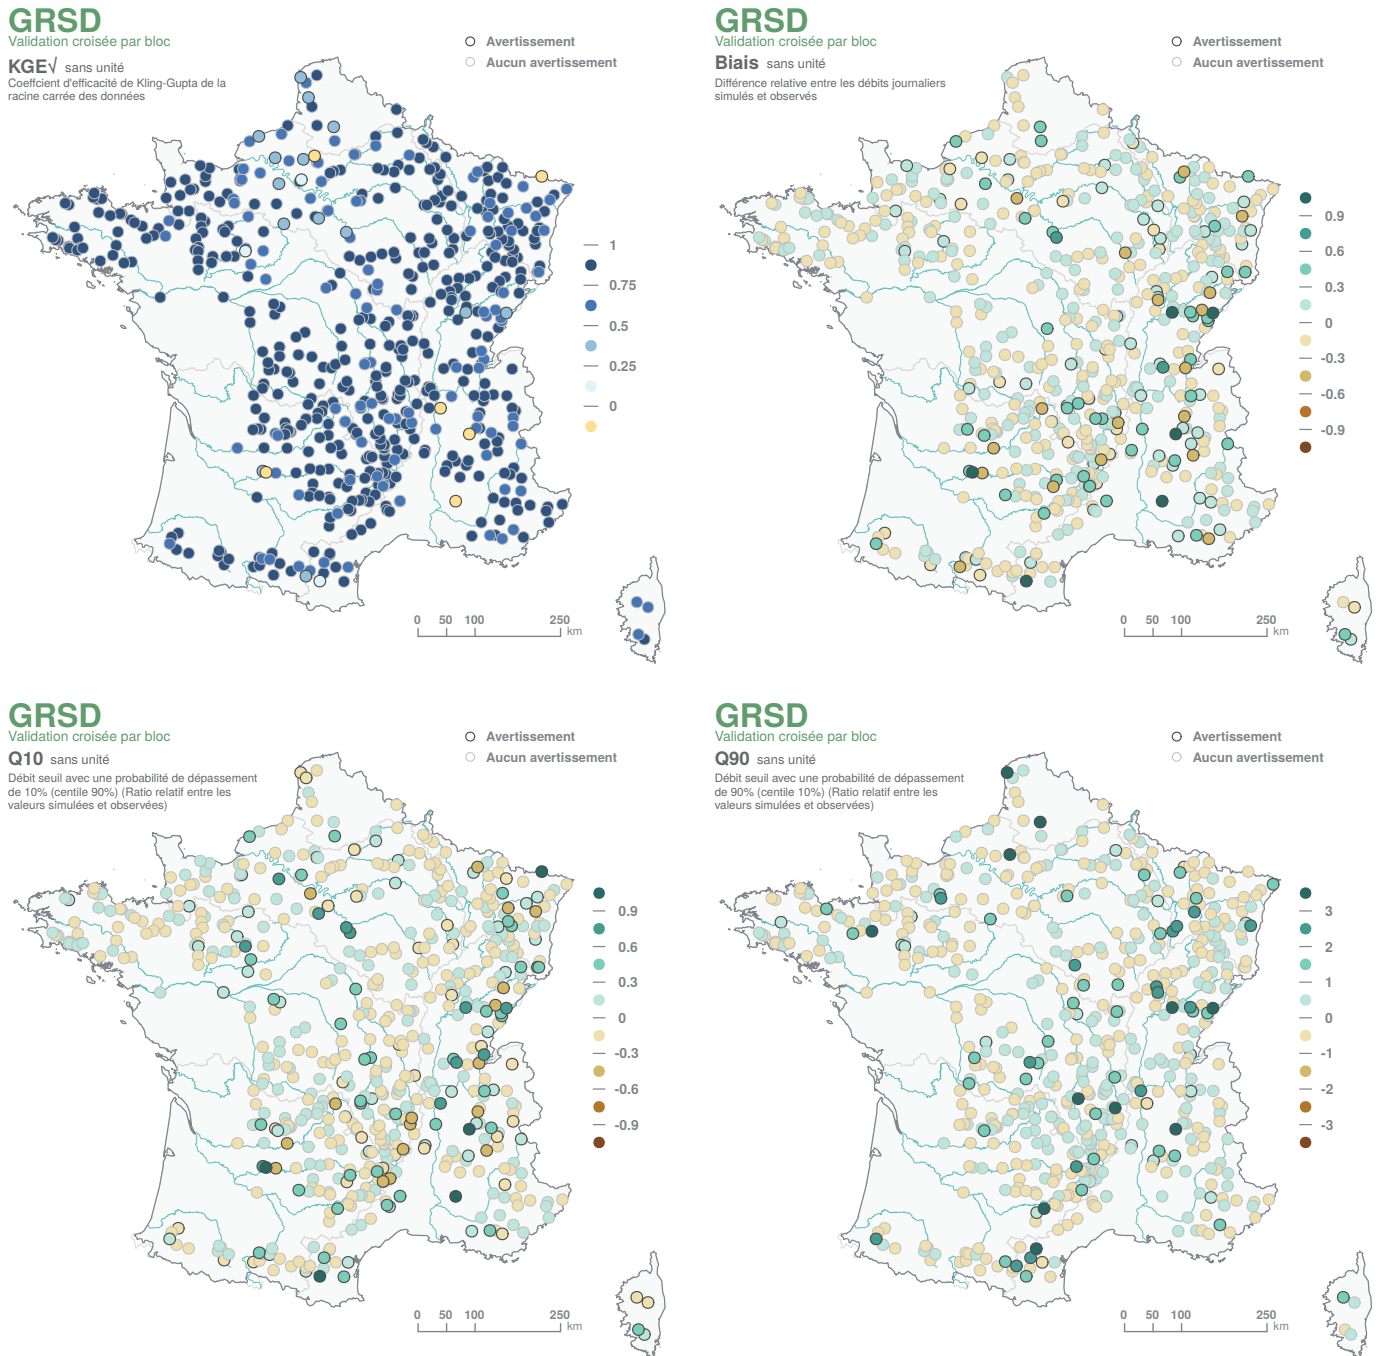 GRSD
Validation croisée par bloc
KGE√ sans unité
Coeffcient d'efficacité de Kling-Gupta de la
racine carrée des données
Avertissement
Aucun avertissement
1
0.75
0.5
0.25
0
0 50 100 250
km
GRSD
Validation croisée par bloc
Biais sans unité
Différence relative entre les débits journaliers
simulés et observés
Avertissement
Aucun avertissement
0.9
0.6
0.3
0
-0.3
-0.6
-0.9
0 50 100 250
km
GRSD
Validation croisée par bloc
Q10 sans unité
Débit seuil avec une probabilité de dépassement
de 10% (centile 90%) (Ratio relatif entre les
valeurs simulées et observées)
Avertissement
Aucun avertissement
0.9
0.6
0.3
0
-0.3
-0.6
-0.9
0 50 100 250
km
GRSD
Validation croisée par bloc
Q90 sans unité
Débit seuil avec une probabilité de dépassement
de 90% (centile 10%) (Ratio relatif entre les
valeurs simulées et observées)
Avertissement
Aucun avertissement
3
2
1
0
-1
-2
-3
0 50 100 250
km